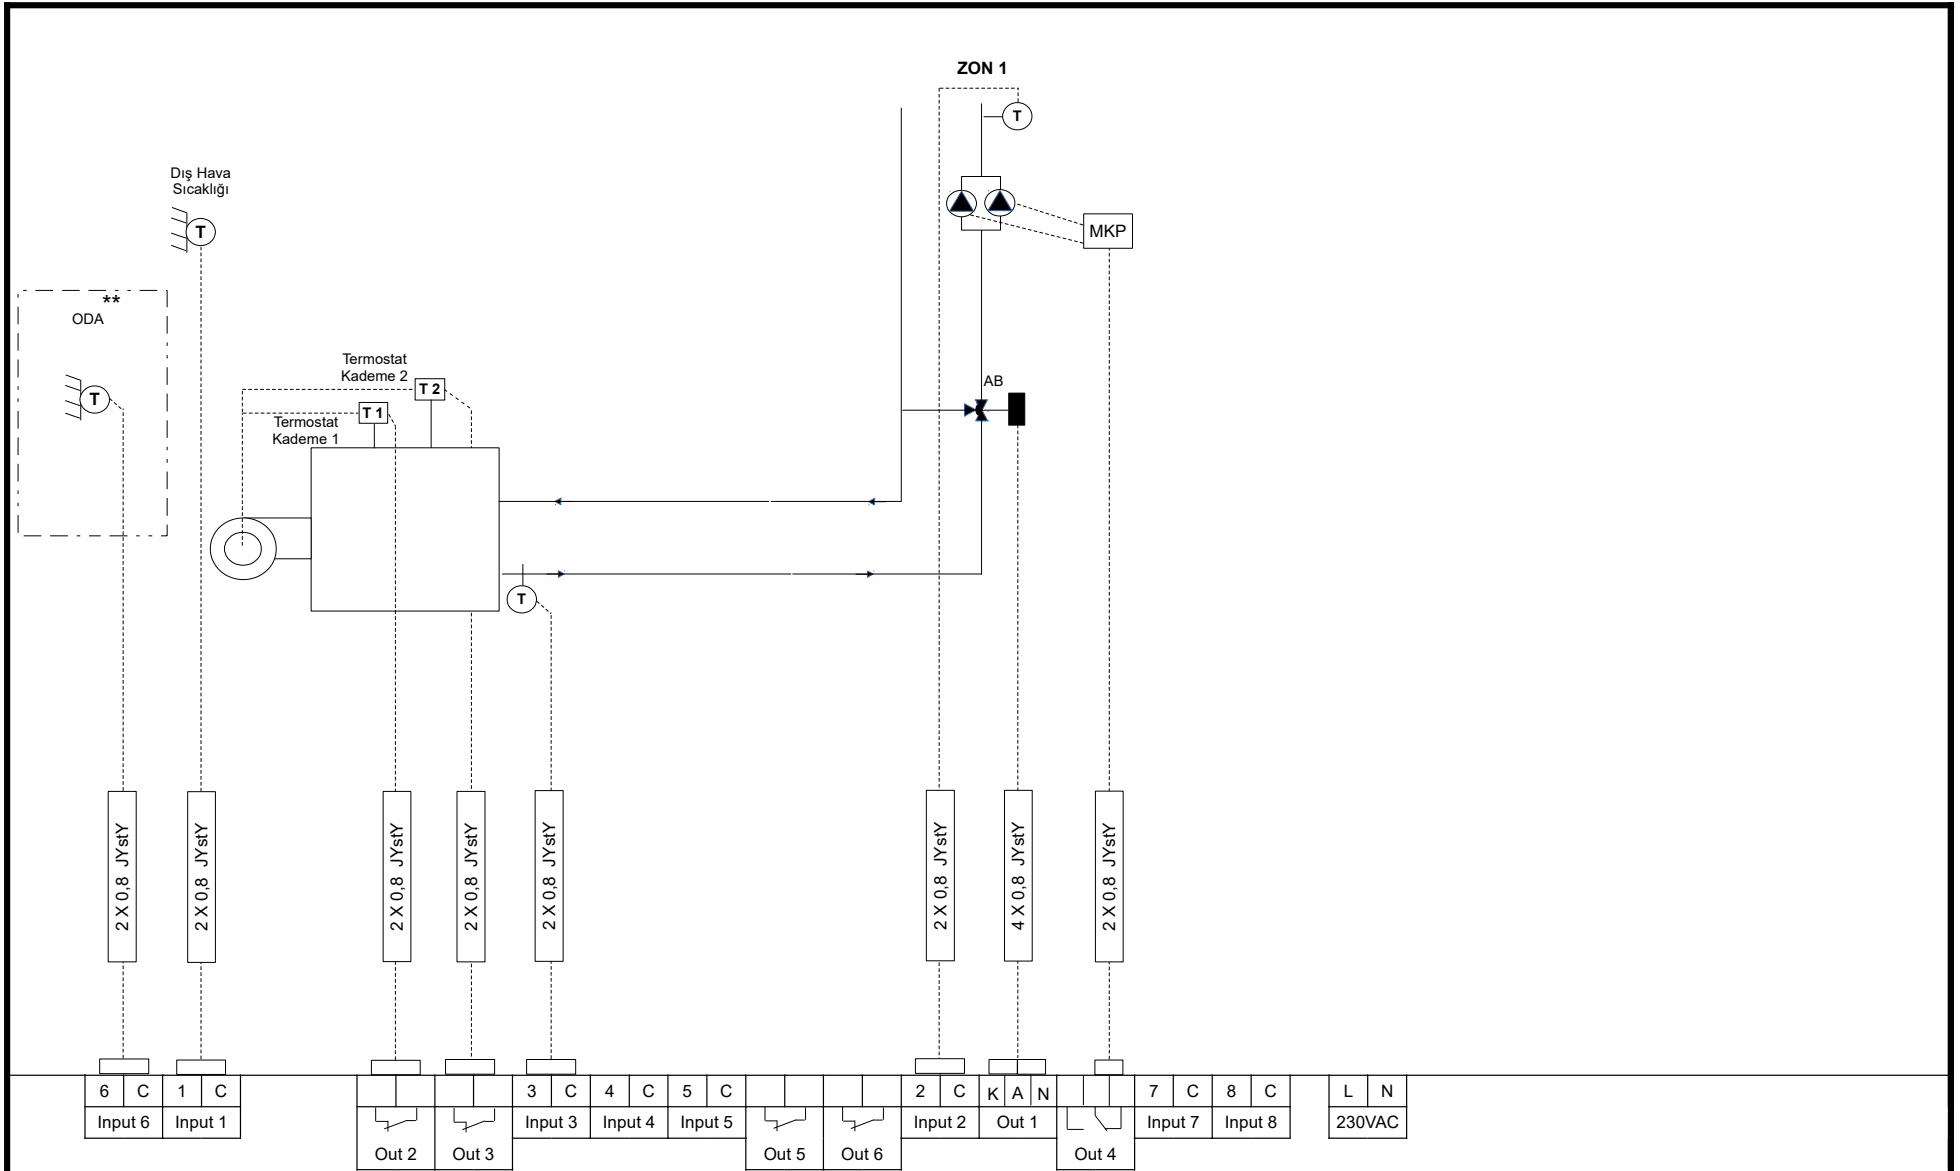 ZON 1
T
Dış Hava
Sıcaklığı
T
MKP
**
ODA
T
Termostat
Kademe 2
T 2
AB
T 1
Termostat
Kademe 1
T
2 X 0,8 JYstY
2 X 0,8 JYstY
2 X 0,8 JYstY
2 X 0,8 JYstY
2 X 0,8 JYstY
2 X 0,8 JYstY
4 X 0,8 JYstY
2 X 0,8 JYstY
6 C 1 C 3 C 4 C 5 C 2 C K A N 7 C 8 C L N
Input 6 Input 1 Input 3 Input 4 Input 5 Input 2 Out 1 Input 7 Input 8 230VAC
Out 2 Out 3 Out 5 Out 6 Out 4